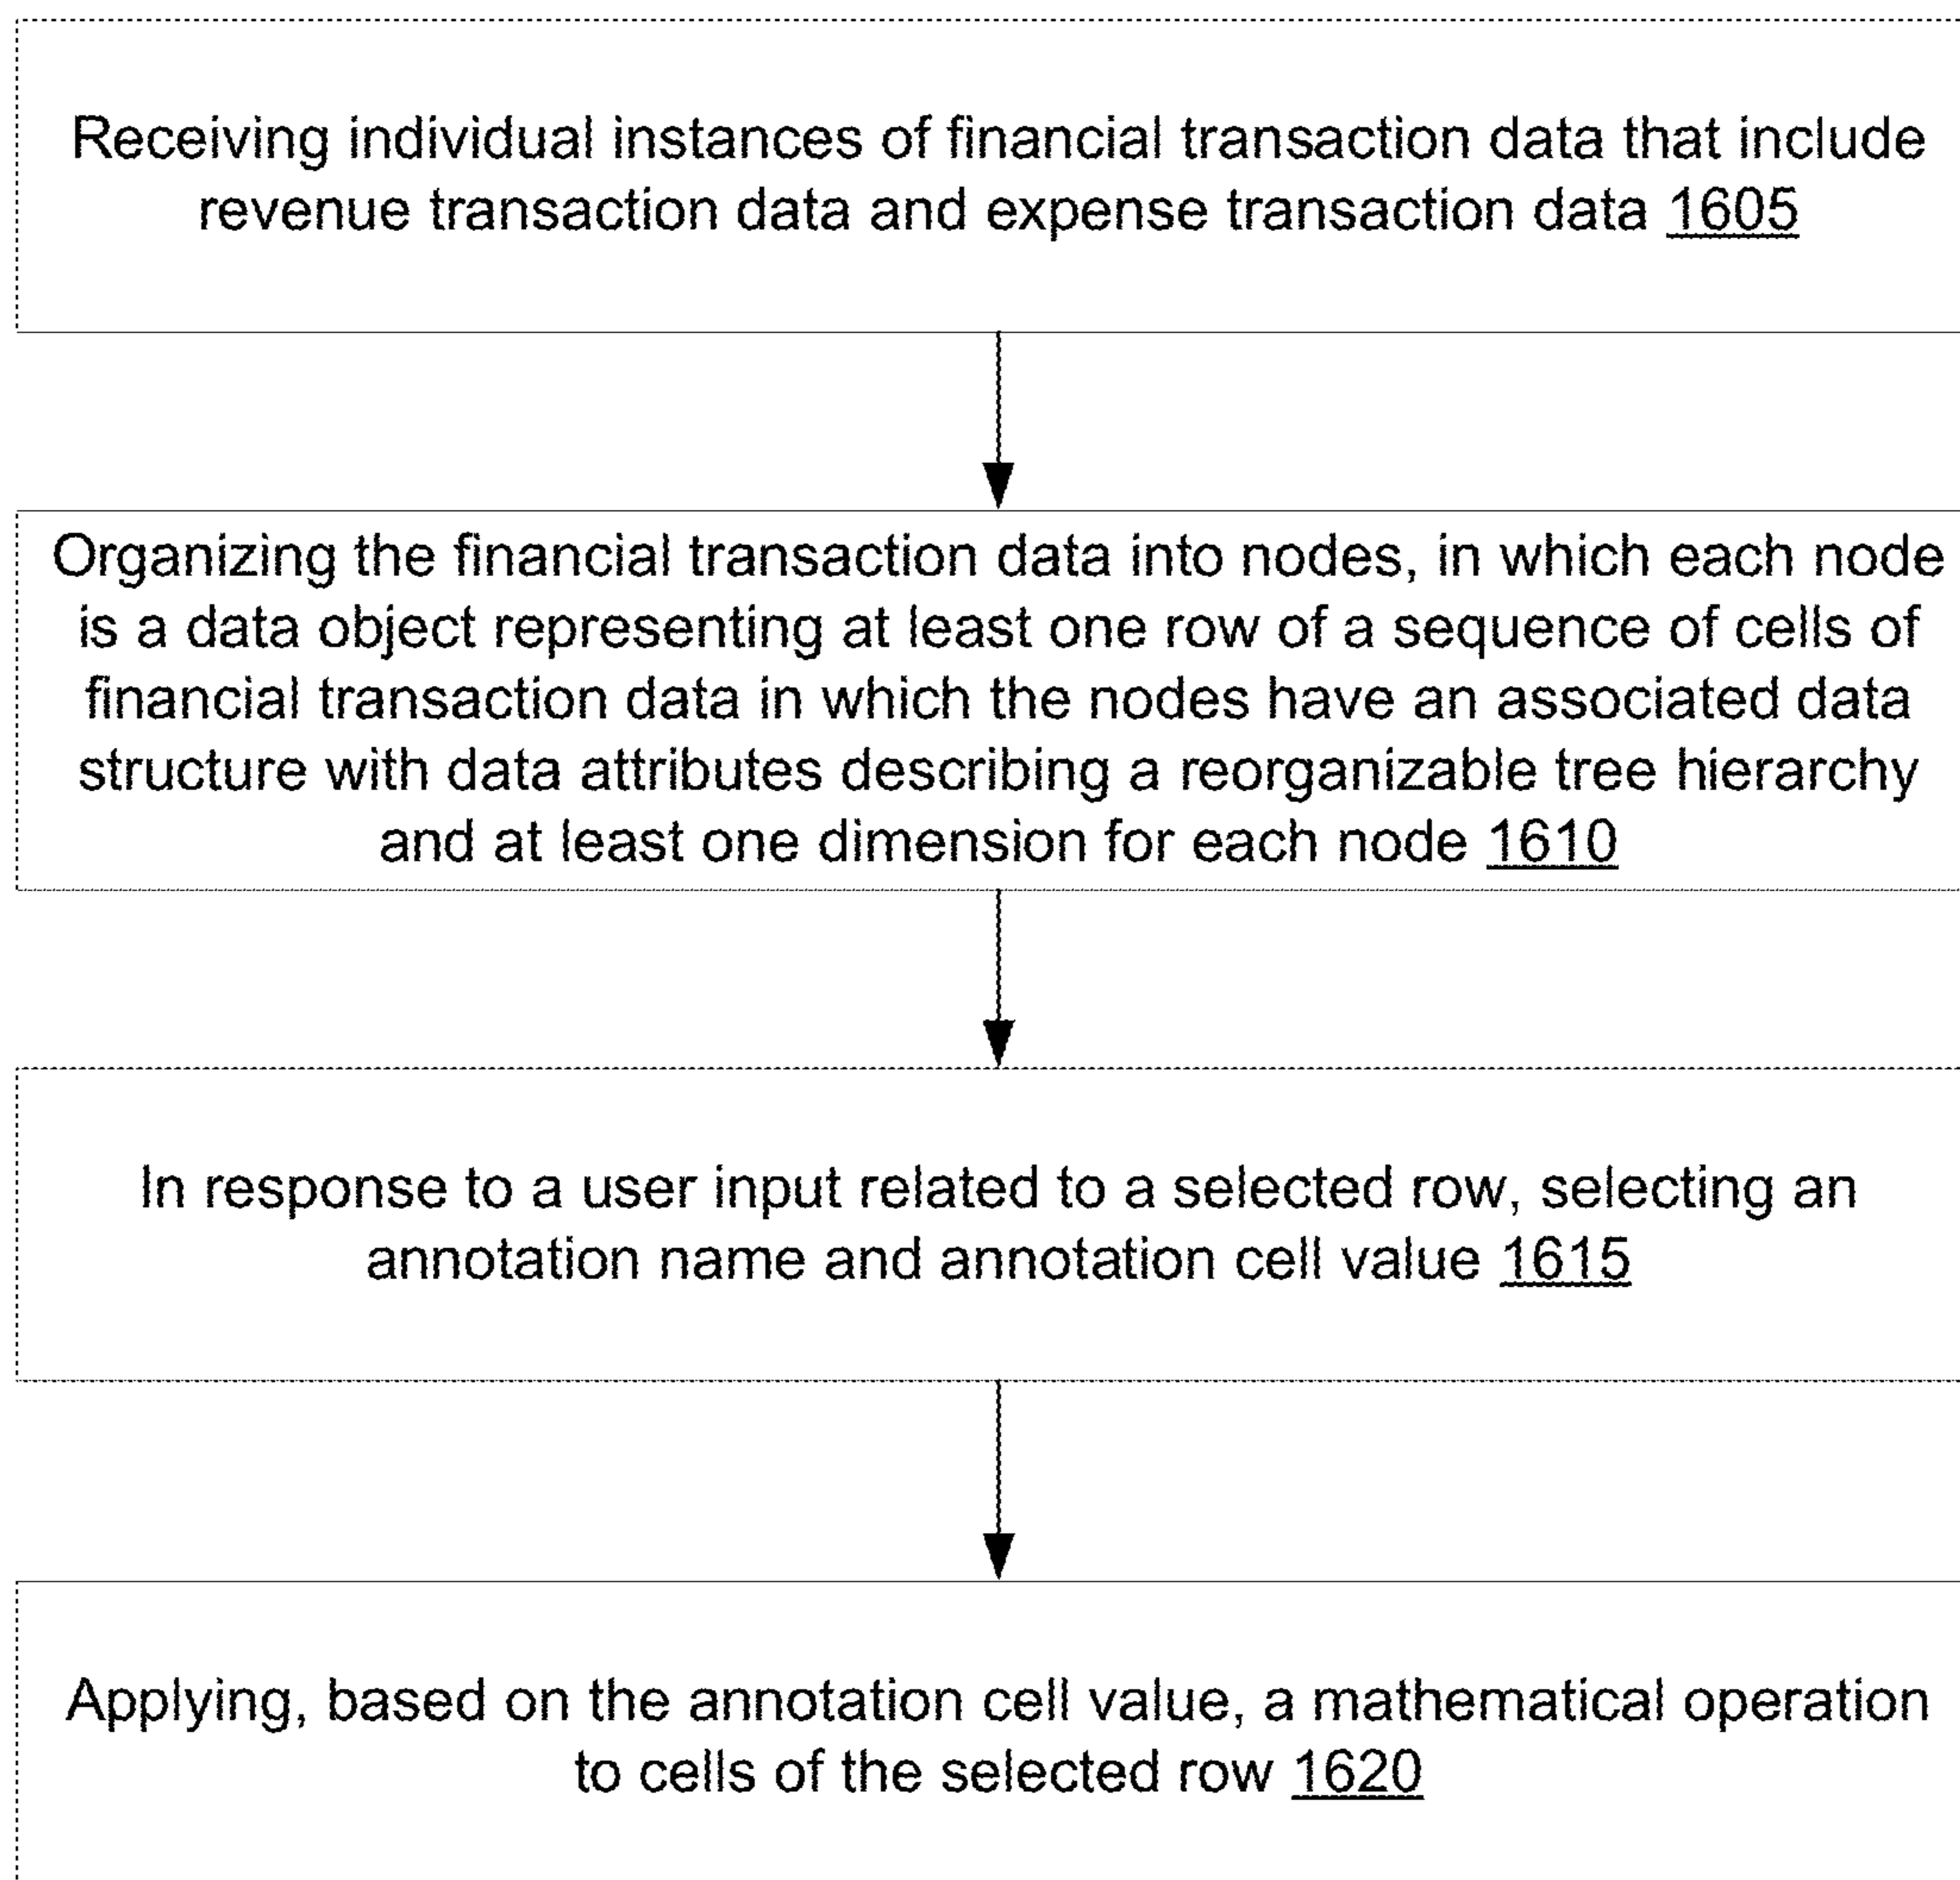 Receiving individual instances of financial transaction data that include
revenue transaction data and expense transaction data 1605
Organizing the financial transaction data into nodes, in which each node
is a data object representing at least one row of a sequence of cells of
financial transaction data in which the nodes have an associated data
structure with data attributes describing a reorganizable tree hierarchy
and at least one dimension for each node 1610
In response to a user input related to a selected row, selecting an
annotation name and annotation cell value 1615
Applying, based on the annotation cell value, a mathematical operation
to cells of the selected row 1620